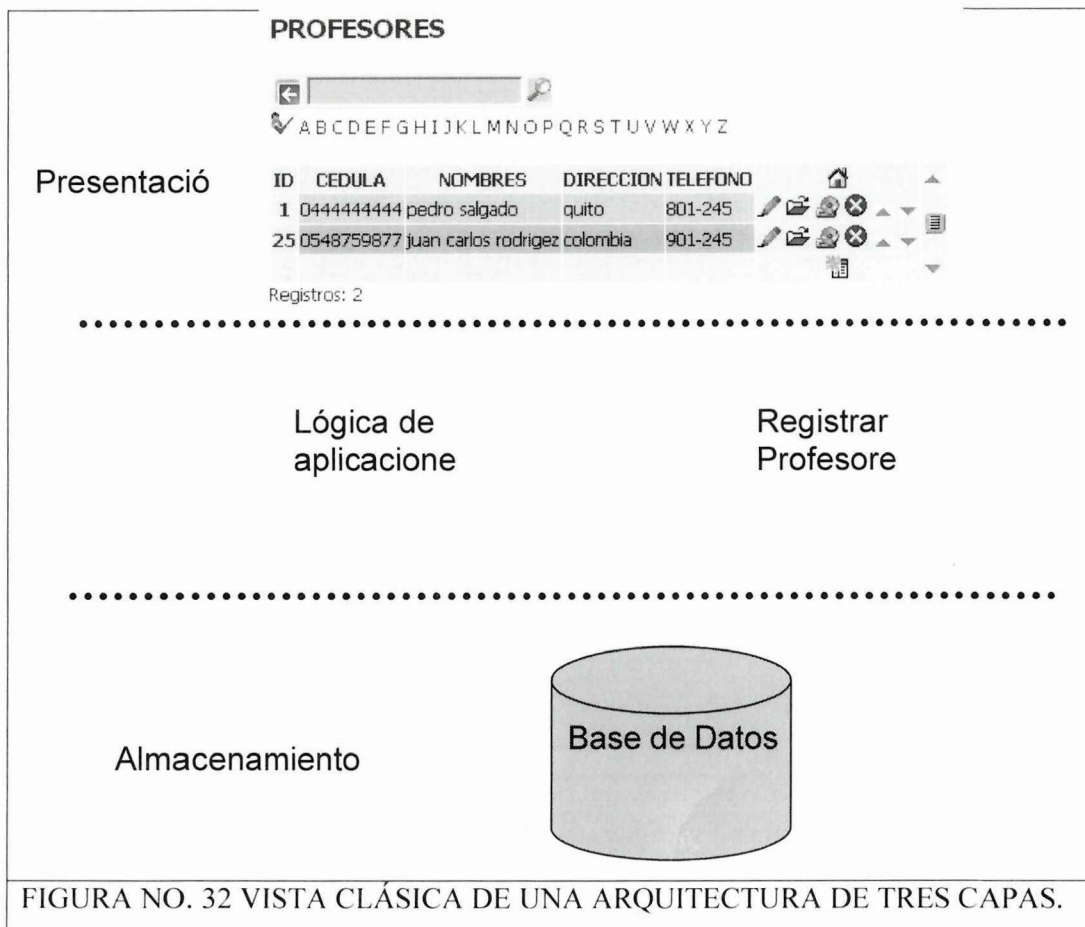 PROFESORES
A B C D E F G H I J K L M N O P Q R S T U V W X Y Z
Presentació
ID CEDULA NOMBRES DIRECCION TELEFONO
1 0444444444 pedro salgado quito 801-245
25 0548759877 juan carlos rodrigez colombia 901-245
Registros: 2
Lógica de
aplicacione
Registrar
Profesore
Base de Datos
Almacenamiento
FIGURA NO. 32 VISTA CLÁSICA DE UNA ARQUITECTURA DE TRES CAPAS.